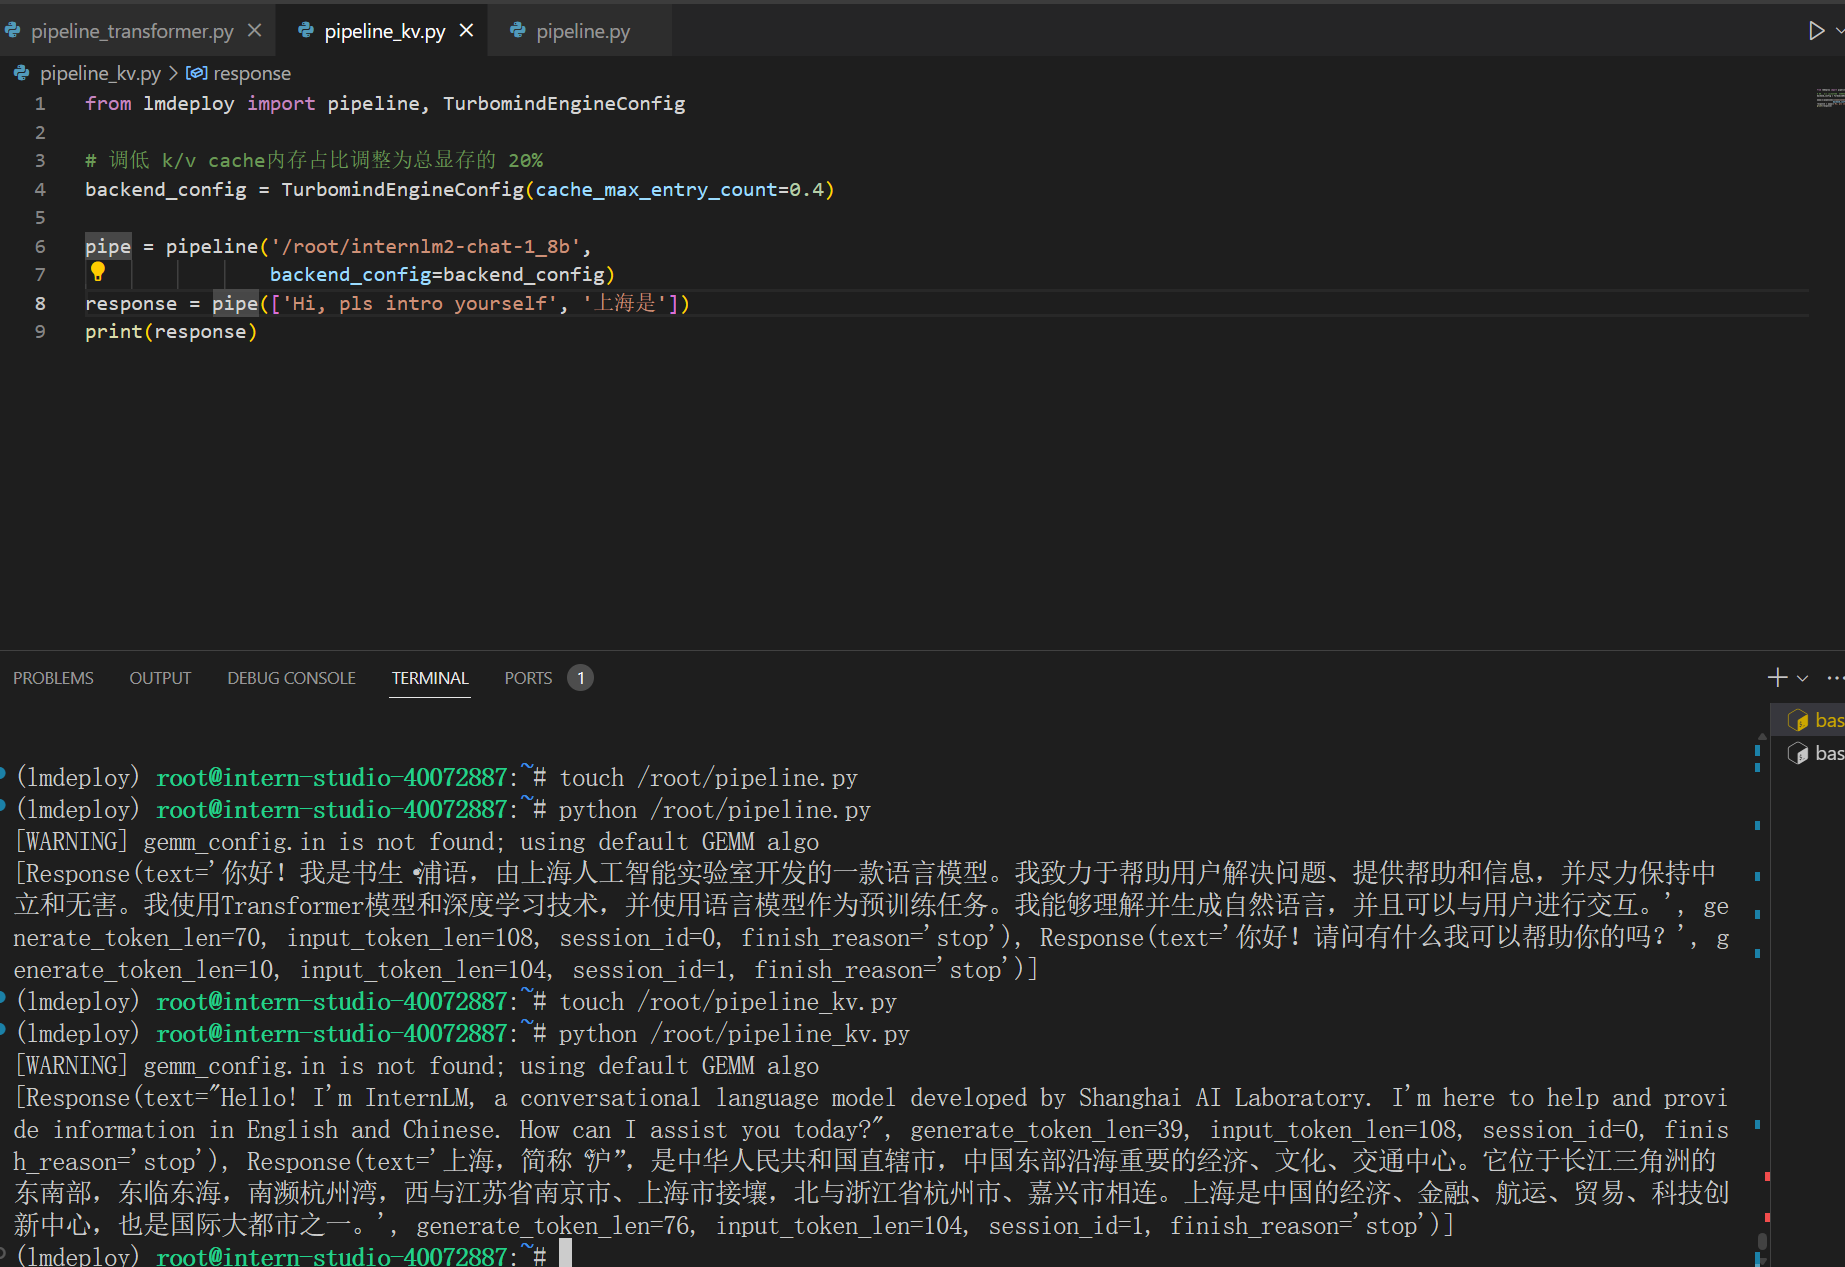 pipeline_transformer.py
pipeline_kv.py
pipeline.py
pipeline_kv.py > response
1 from lmdeploy import pipeline, TurbomindEngineConfig
2
3 # 调低 k/v cache内存占比调整为总显存的 20%
4 backend_config = TurbomindEngineConfig(cache_max_entry_count=0.4)
5
6 pipe = pipeline('/root/internlm2-chat-1_8b',
7 backend_config=backend_config)
8 response = pipe(['Hi, pls intro yourself', '上海是'])
9 print(response)
PROBLEMS OUTPUT DEBUG CONSOLE TERMINAL PORTS 1
bas
bas
(lmdeploy) root@intern-studio-40072887:~# touch /root/pipeline.py
(lmdeploy) root@intern-studio-40072887:~# python /root/pipeline.py
[WARNING] gemm_config.in is not found; using default GEMM algo
[Response(text='你好！我是书生·浦语，由上海人工智能实验室开发的一款语言模型。我致力于帮助用户解决问题、提供帮助和信息，并尽力保持中
立和无害。我使用Transformer模型和深度学习技术，并使用语言模型作为预训练任务。我能够理解并生成自然语言，并且可以与用户进行交互。', ge
nerate_token_len=70, input_token_len=108, session_id=0, finish_reason='stop'), Response(text='你好！请问有什么我可以帮助你的吗？', g
enerate_token_len=10, input_token_len=104, session_id=1, finish_reason='stop')]
(lmdeploy) root@intern-studio-40072887:~# touch /root/pipeline_kv.py
(lmdeploy) root@intern-studio-40072887:~# python /root/pipeline_kv.py
[WARNING] gemm_config.in is not found; using default GEMM algo
[Response(text="Hello! I'm InternLM, a conversational language model developed by Shanghai AI Laboratory. I'm here to help and provi
de information in English and Chinese. How can I assist you today?", generate_token_len=39, input_token_len=108, session_id=0, finis
h_reason='stop'), Response(text='上海，简称“沪”，是中华人民共和国直辖市，中国东部沿海重要的经济、文化、交通中心。它位于长江三角洲的
东南部，东临东海，南濒杭州湾，西与江苏省南京市、上海市接壤，北与浙江省杭州市、嘉兴市相连。上海是中国的经济、金融、航运、贸易、科技创
新中心，也是国际大都市之一。', generate_token_len=76, input_token_len=104, session_id=1, finish_reason='stop')]
(lmdeploy) root@intern-studio-40072887:~#